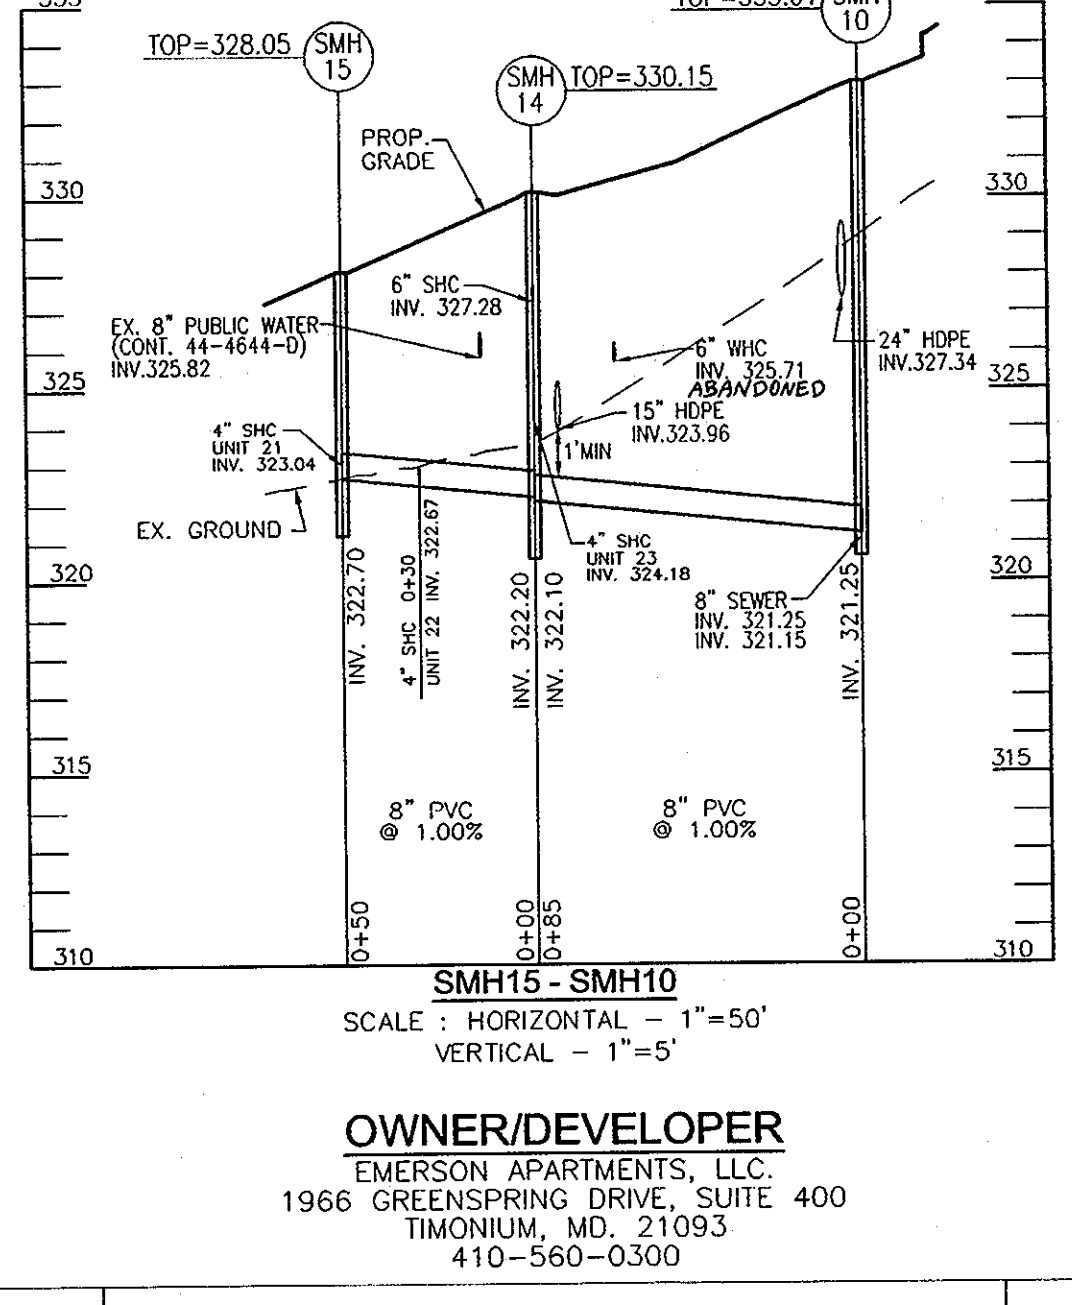 335
TOP=328.05
SMH
15
SMH
14
TOP=330.15
SMH
10
PROP.
GRADE
330
330
6" SHC
INV. 327.28
EX. 8" PUBLIC WATER
(CONT. 44-4644-D)
INV.325.82
6" WHC
INV. 325.71
ABANDONED
24" HDPE
INV.327.34
325
325
15" HDPE
INV.323.96
4" SHC
UNIT 21
INV. 323.04
1'MIN
EX. GROUND
4" SHC
UNIT 23
INV. 324.18
320
320
INV. 322.70
4" SHC 0+30
UNIT 22 INV. 322.67
INV. 322.20
INV. 322.10
8" SEWER
INV. 321.25
INV. 321.15
INV. 321.25
315
315
8" PVC
@ 1.00%
8" PVC
@ 1.00%
0+50
0+00
0+85
0+00
310
310
SMH15 - SMH10
SCALE : HORIZONTAL – 1"=50'
VERTICAL – 1"=5'
OWNER/DEVELOPER
EMERSON APARTMENTS, LLC.
1966 GREENSPRING DRIVE, SUITE 400
TIMONIUM, MD. 21093
410–560–0300